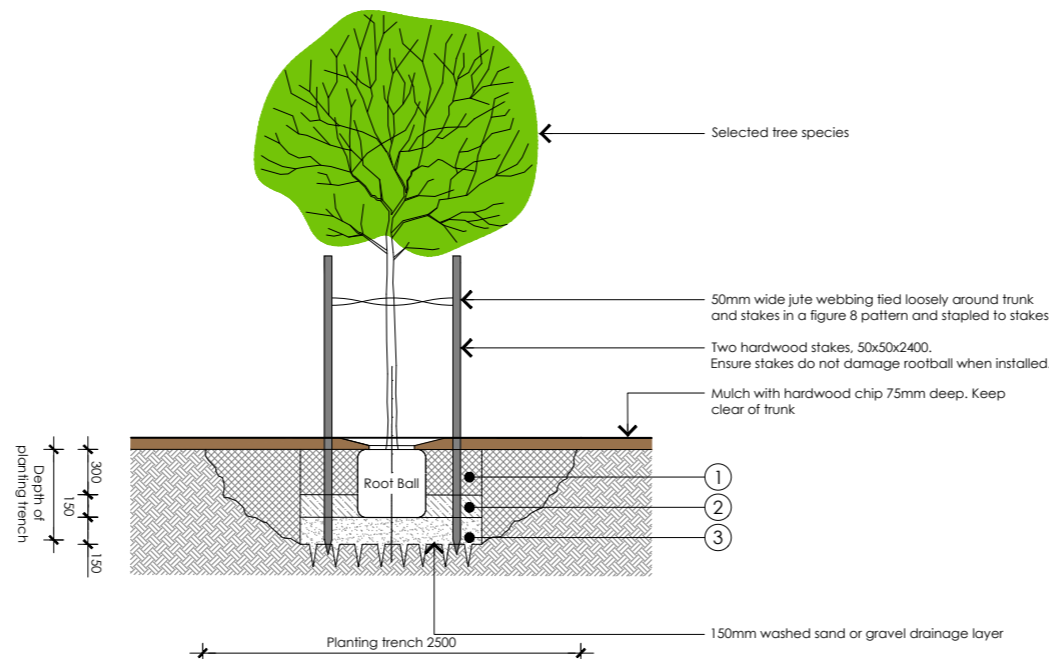 Selected tree species
50mm wide jute webbing tied loosely around trunk
and stakes in a figure 8 pattern and stapled to stakes
Two hardwood stakes, 50x50x2400.
Ensure stakes do not damage rootball when installed.
Mulch with hardwood chip 75mm deep. Keep
clear of trunk
Depth of
planting trench
300
150
150
Root Ball
1
2
3
150mm washed sand or gravel drainage layer
Planting trench 2500